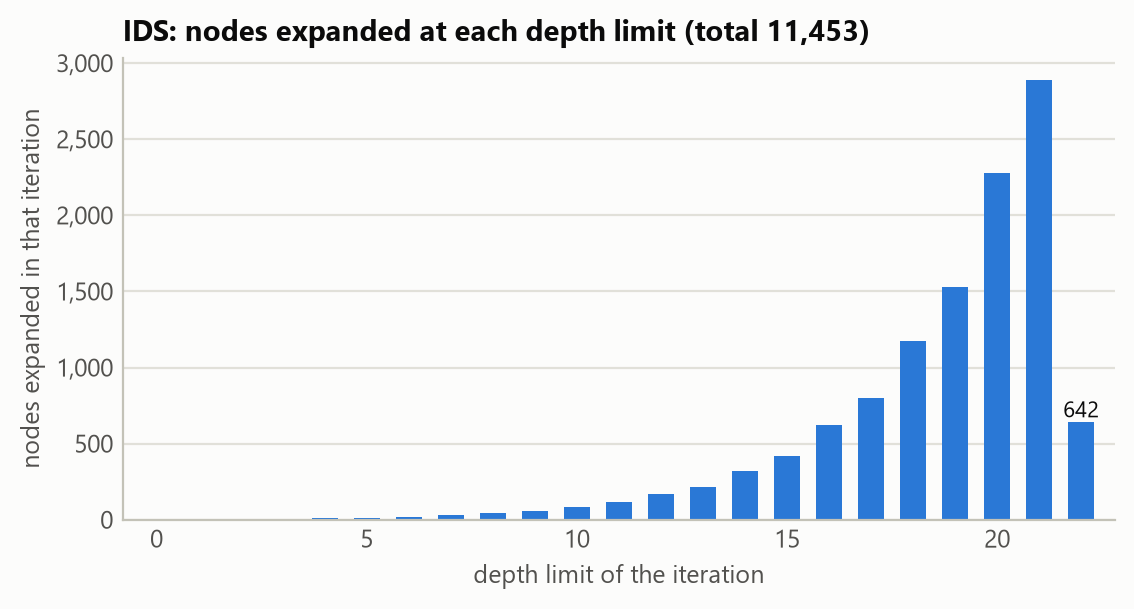 IDS: nodes expanded at each depth limit (total 11,453)
nodes expanded in that iteration
3,000
2,500
2,000
1,500
1,000
500
0
642
0 5 10 15 20
depth limit of the iteration